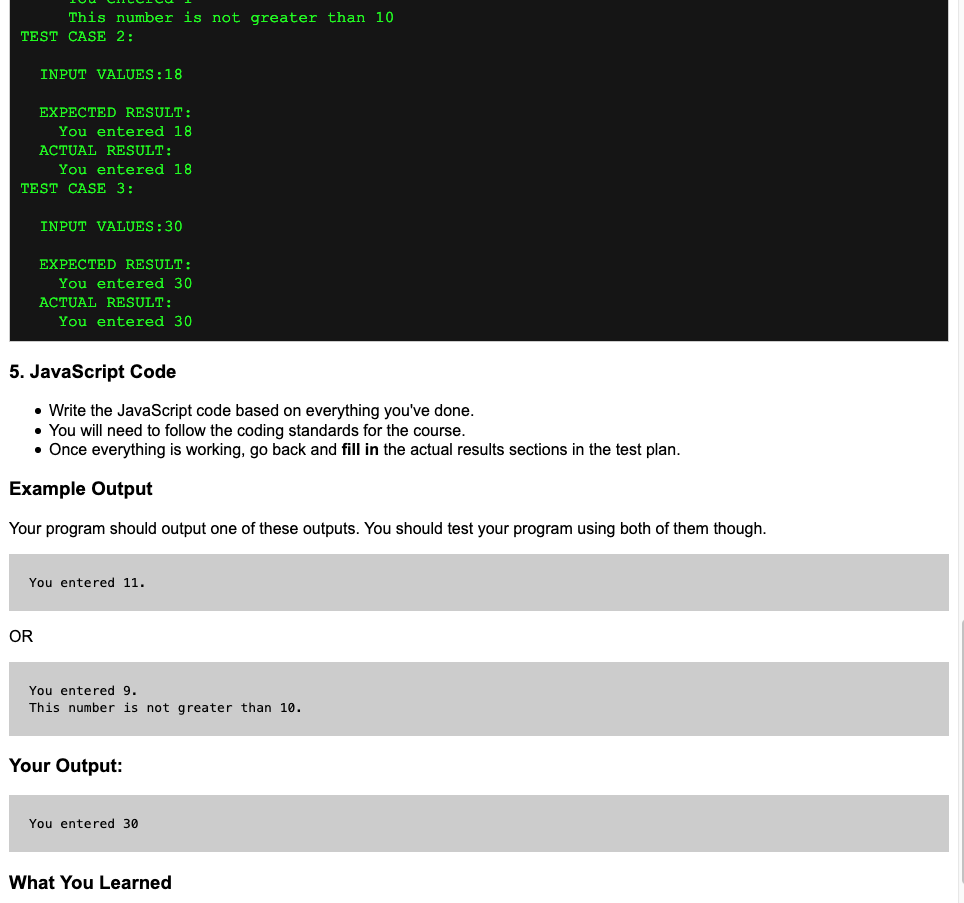 You entered 1
This number is not greater than 10
TEST CASE 2:
INPUT VALUES:18
EXPECTED RESULT:
You entered 18
ACTUAL RESULT:
You entered 18
TEST CASE 3:
INPUT VALUES:30
EXPECTED RESULT:
You entered 30
ACTUAL RESULT:
You entered 30
5. JavaScript Code
• Write the JavaScript code based on everything you've done.
• You will need to follow the coding standards for the course.
• Once everything is working, go back and fill in the actual results sections in the test plan.
Example Output
Your program should output one of these outputs. You should test your program using both of them though.
You entered 11.
OR
You entered 9.
This number is not greater than 10.
Your Output:
You entered 30
What You Learned